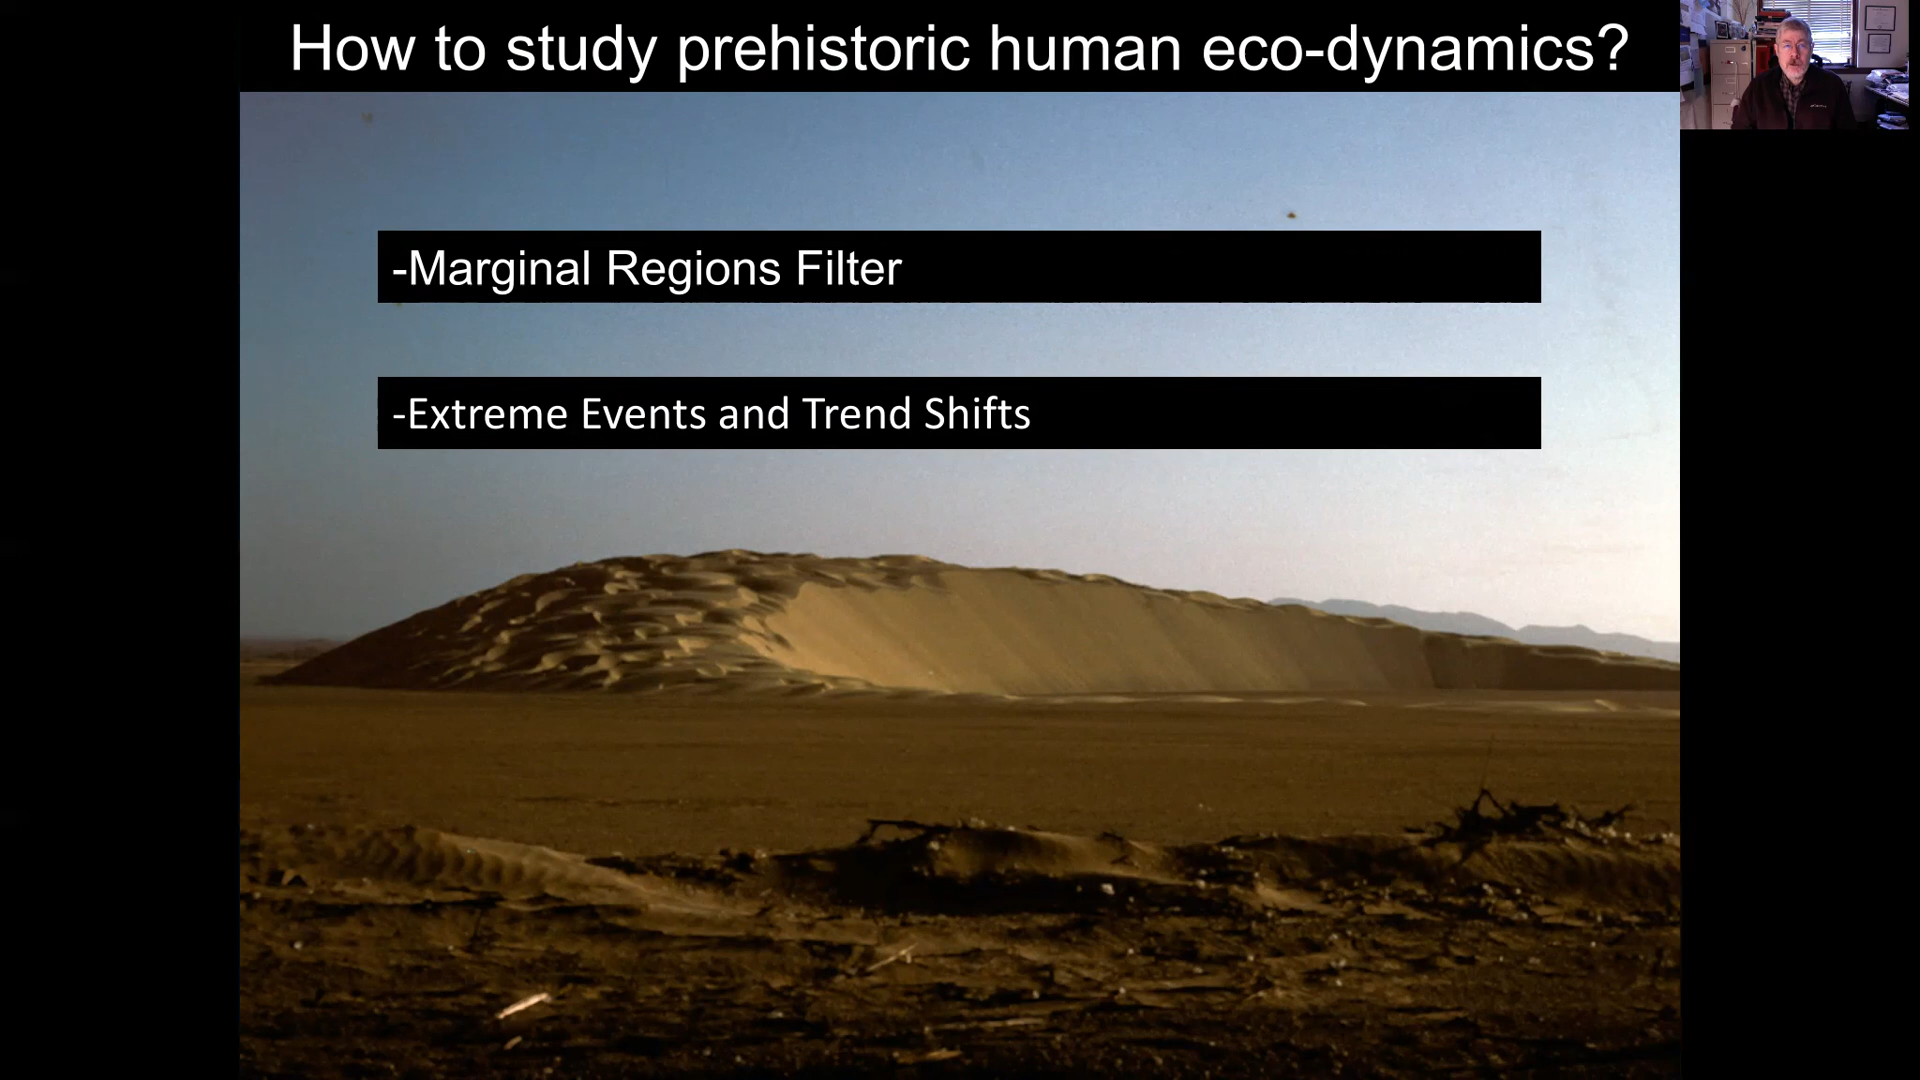 How to study prehistoric human eco-dynamics?
-Marginal Regions Filter
-Extreme Events and Trend Shifts